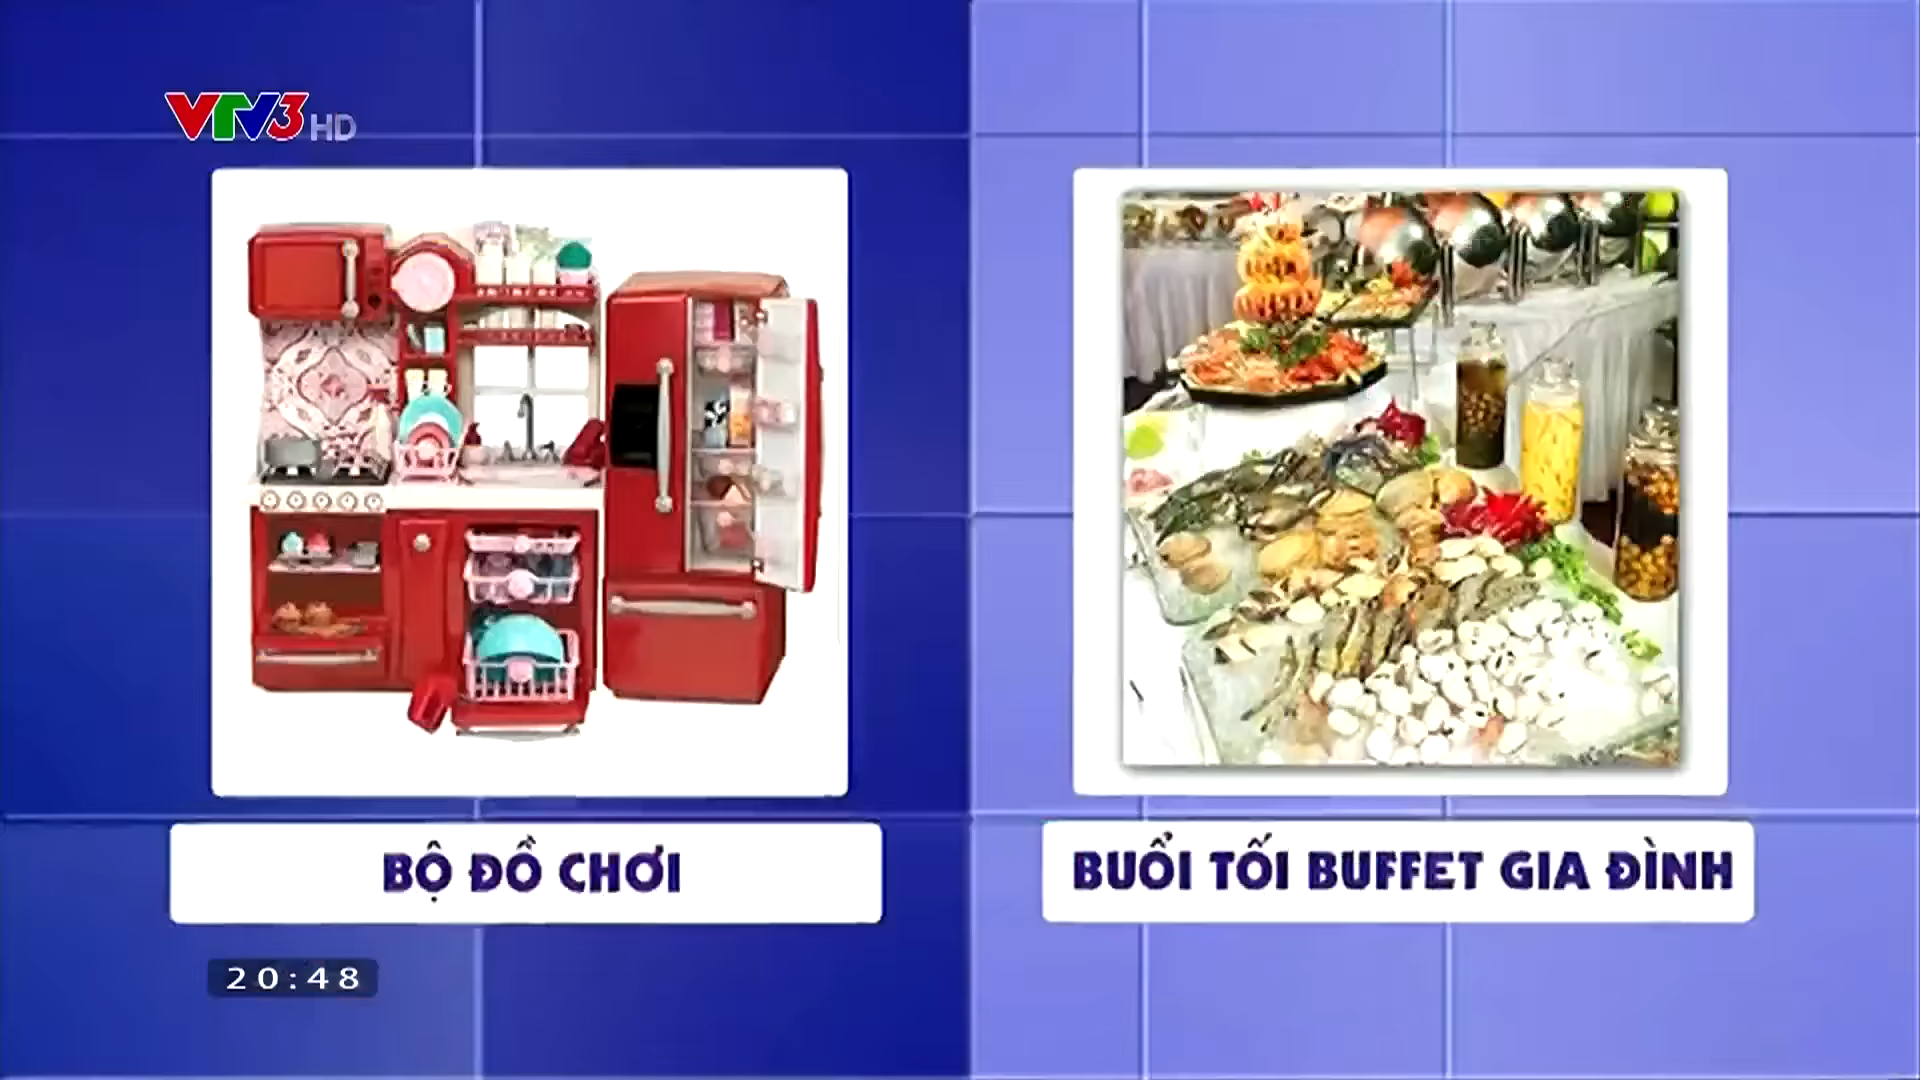 VTV3 HD
BỘ ĐỒ CHƠI
BUỔI TỐI BUFFET GIA ĐÌNH
20:48